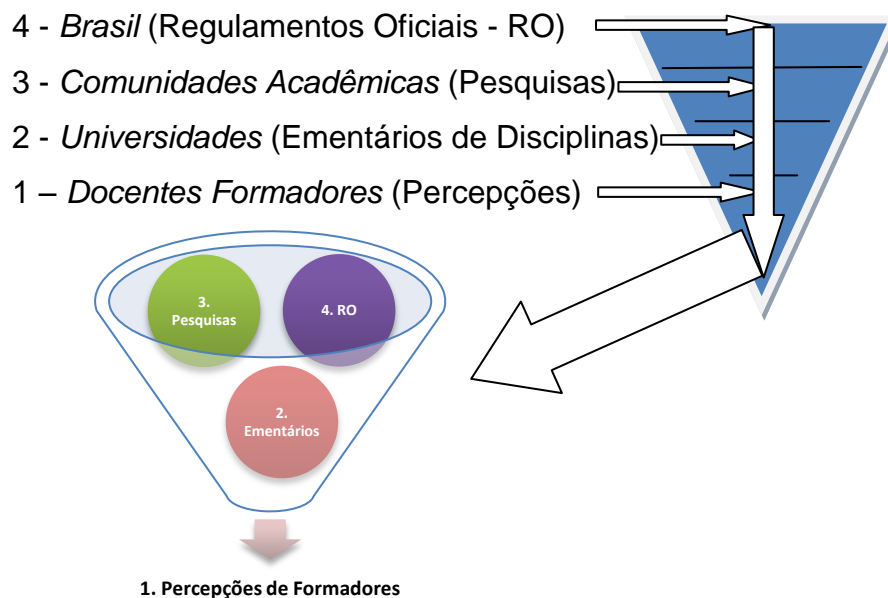 4 - Brasil (Regulamentos Oficiais - RO)
3 - Comunidades Acadêmicas (Pesquisas)
2 - Universidades (Ementários de Disciplinas)
1 – Docentes Formadores (Percepções)
3.
Pesquisas
4. RO
2.
Ementários
1. Percepções de Formadores